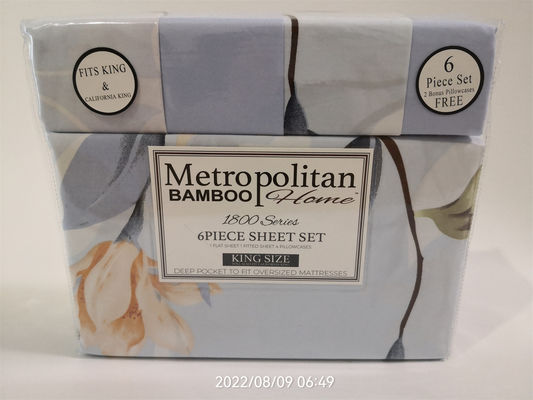 FITS KING
&
CALIFORNIA KING
6
Piece Set
2 Bonus Pillowcases
FREE
Metropolitan
BAMBOO Home
1800 Series
6PIECE SHEET SET
1 FLAT SHEET 1 FITTED SHEET 4 PILLOWCASES
KING SIZE
DEEP POCKET TO FIT OVERSIZED MATTRESSES
2022/08/09 06:49